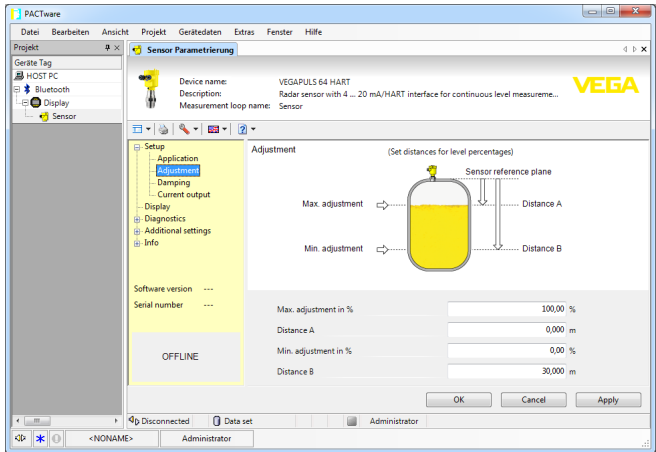 PACTware
Datei Bearbeiten Ansicht Projekt Gerätedaten Extras Fenster Hilfe
Projekt
Sensor Parametrierung
Geräte Tag
HOST PC
Bluetooth
Display
Sensor
Device name: VEGAPULS 64 HART
Description: Radar sensor with 4 ... 20 mA/HART interface for continuous level measureme...
Measurement loop name: Sensor
VEGA
Setup
Application
Adjustment
Damping
Current output
Display
Diagnostics
Additional settings
Info
Software version ---
Serial number ---
OFFLINE
Adjustment
(Set distances for level percentages)
Sensor reference plane
Max. adjustment
Distance A
Min. adjustment
Distance B
Max. adjustment in % 100,00 %
Distance A 0,000 m
Min. adjustment in % 0,00 %
Distance B 30,000 m
OK Cancel Apply
Disconnected Data set Administrator
<NONAME> Administrator